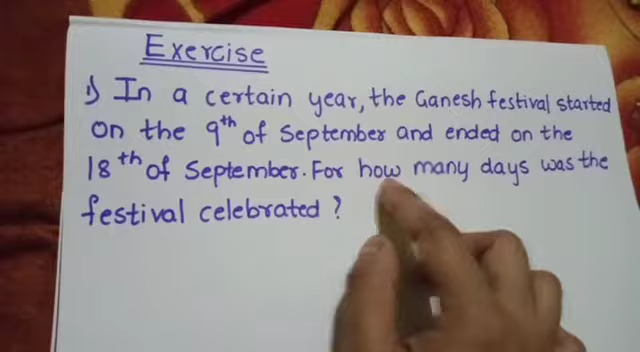 Exercise
1) In a certain year, the Ganesh festival started
on the 9th of September and ended on the
18th of September. For how many days was the
festival celebrated ?